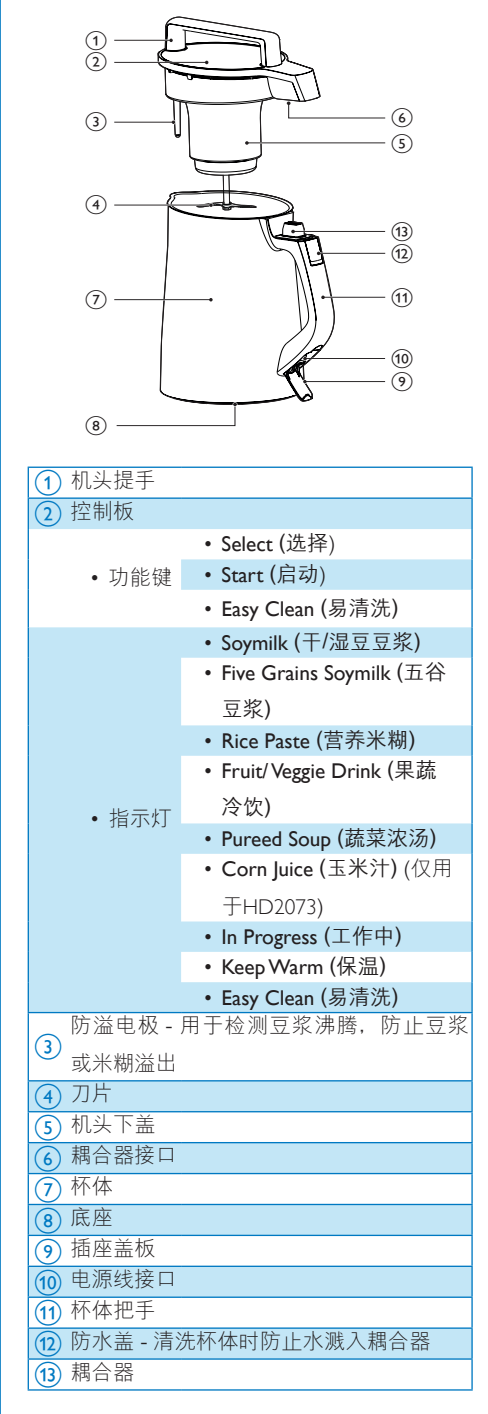 ①
②
③
⑥
⑤
④
⑬
⑫
⑦
⑪
⑩
⑨
⑧
① 机头提手
② 控制板
• 功能键
• Select (选择)
• Start (启动)
• Easy Clean (易清洗)
• 指示灯
• Soymilk (干/湿豆豆浆)
• Five Grains Soymilk (五谷
豆浆)
• Rice Paste (营养米糊)
• Fruit/ Veggie Drink (果蔬
冷饮)
• Pureed Soup (蔬菜浓汤)
• Corn Juice (玉米汁) (仅用
于HD2073)
• In Progress (工作中)
• Keep Warm (保温)
• Easy Clean (易清洗)
③ 防溢电极 - 用于检测豆浆沸腾，防止豆浆
或米糊溢出
④ 刀片
⑤ 机头下盖
⑥ 耦合器接口
⑦ 杯体
⑧ 底座
⑨ 插座盖板
⑩ 电源线接口
⑪ 杯体把手
⑫ 防水盖 - 清洗杯体时防止水溅入耦合器
⑬ 耦合器